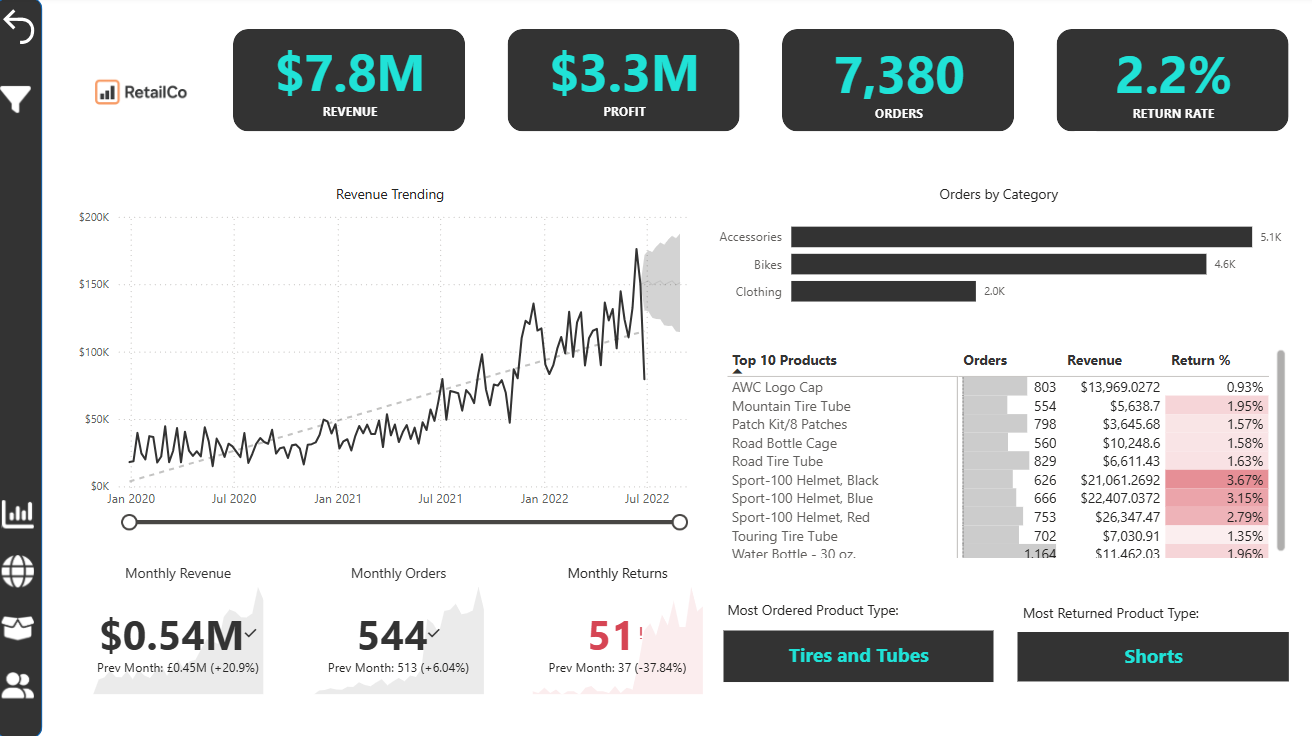 RetailCo
$7.8M
REVENUE
$3.3M
PROFIT
7,380
ORDERS
2.2%
RETURN RATE
Revenue Trending
$200K
$150K
$100K
$50K
$0K
Jan 2020 Jul 2020 Jan 2021 Jul 2021 Jan 2022 Jul 2022
Orders by Category
Accessories 5.1K
Bikes 4.6K
Clothing 2.0K
Top 10 Products Orders Revenue Return %
AWC Logo Cap 803 $13,969.0272 0.93%
Mountain Tire Tube 554 $5,638.7 1.95%
Patch Kit/8 Patches 798 $3,645.68 1.57%
Road Bottle Cage 560 $10,248.6 1.58%
Road Tire Tube 829 $6,611.43 1.63%
Sport-100 Helmet, Black 626 $21,061.2692 3.67%
Sport-100 Helmet, Blue 666 $22,407.0372 3.15%
Sport-100 Helmet, Red 753 $26,347.47 2.79%
Touring Tire Tube 702 $7,030.91 1.35%
Water Bottle - 30 oz. 1,164 $11,462.03 1.96%
Monthly Revenue
$0.54M
Prev Month: £0.45M (+20.9%)
Monthly Orders
544
Prev Month: 513 (+6.04%)
Monthly Returns
51!
Prev Month: 37 (-37.84%)
Most Ordered Product Type:
Tires and Tubes
Most Returned Product Type:
Shorts